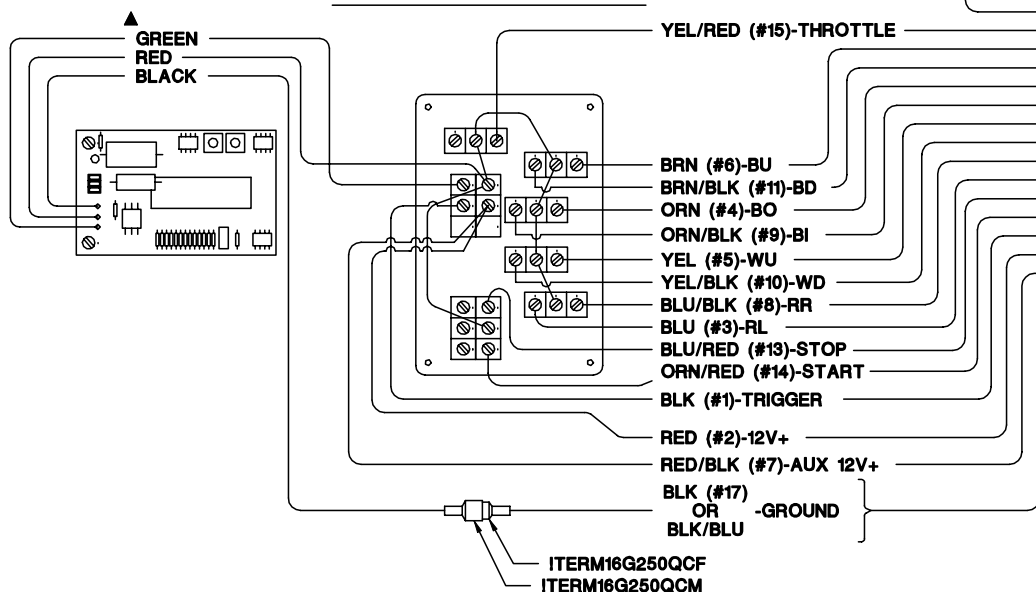 GREEN
RED
BLACK
YEL/RED (#15)-THROTTLE
BRN (#6)-BU
BRN/BLK (#11)-BD
ORN (#4)-BO
ORN/BLK (#9)-BI
YEL (#5)-WU
YEL/BLK (#10)-WD
BLU/BLK (#8)-RR
BLU (#3)-RL
BLU/RED (#13)-STOP
ORN/RED (#14)-START
BLK (#1)-TRIGGER
RED (#2)-12V+
RED/BLK (#7)-AUX 12V+
BLK (#17)
OR -GROUND
BLK/BLU
ITERM16G250QCF
ITERM16G250QCM